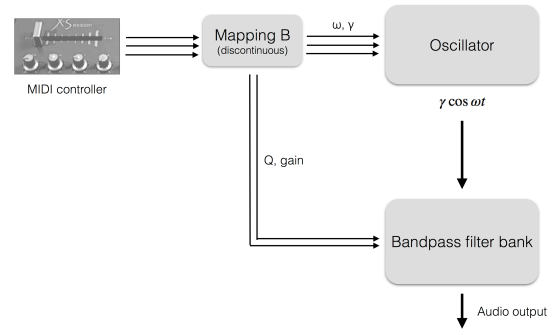 Mapping B
(discontinuous)
ω, γ
Oscillator
MIDI controller
γ cos ωt
Q, gain
Bandpass filter bank
Audio output